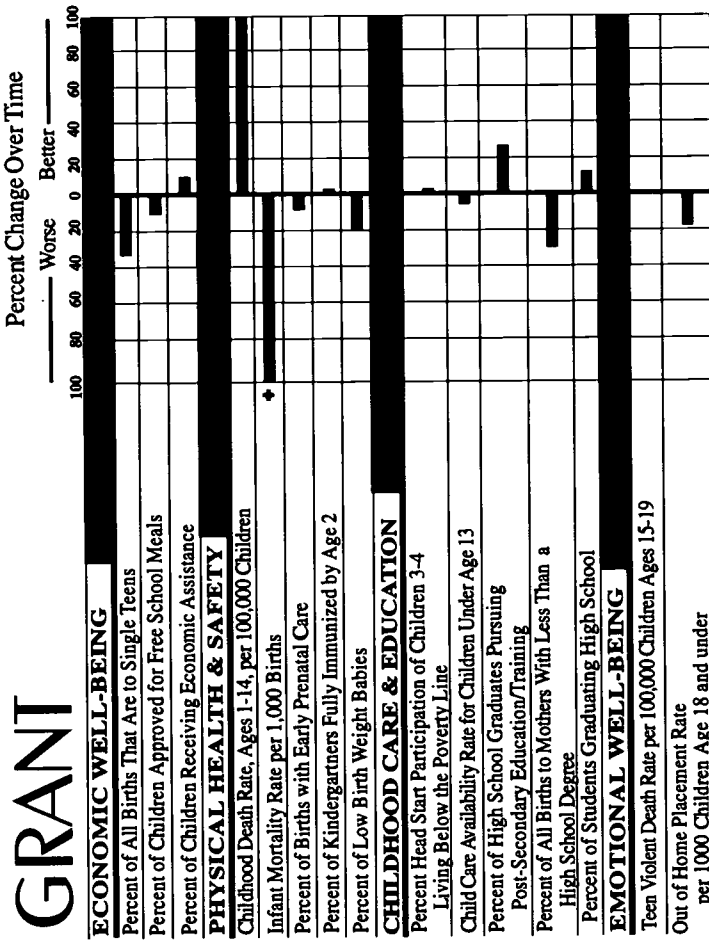 GRANT
Percent Change Over Time
Worse Better
100 80 60 40 20 0 20 40 60 80 100
ECONOMIC WELL-BEING
Percent of All Births That Are to Single Teens
Percent of Children Approved for Free School Meals
Percent of Children Receiving Economic Assistance
PHYSICAL HEALTH & SAFETY
Childhood Death Rate, Ages 1-14, per 100,000 Children
Infant Mortality Rate per 1,000 Births
+
Percent of Births with Early Prenatal Care
Percent of Kindergartners Fully Immunized by Age 2
Percent of Low Birth Weight Babies
CHILDHOOD CARE & EDUCATION
Percent Head Start Participation of Children 3-4
Living Below the Poverty Line
Child Care Availability Rate for Children Under Age 13
Percent of High School Graduates Pursuing
Post-Secondary Education/Training
Percent of All Births to Mothers With Less Than a
High School Degree
Percent of Students Graduating High School
EMOTIONAL WELL-BEING
Teen Violent Death Rate per 100,000 Children Ages 15-19
Out of Home Placement Rate
per 1000 Children Age 18 and under